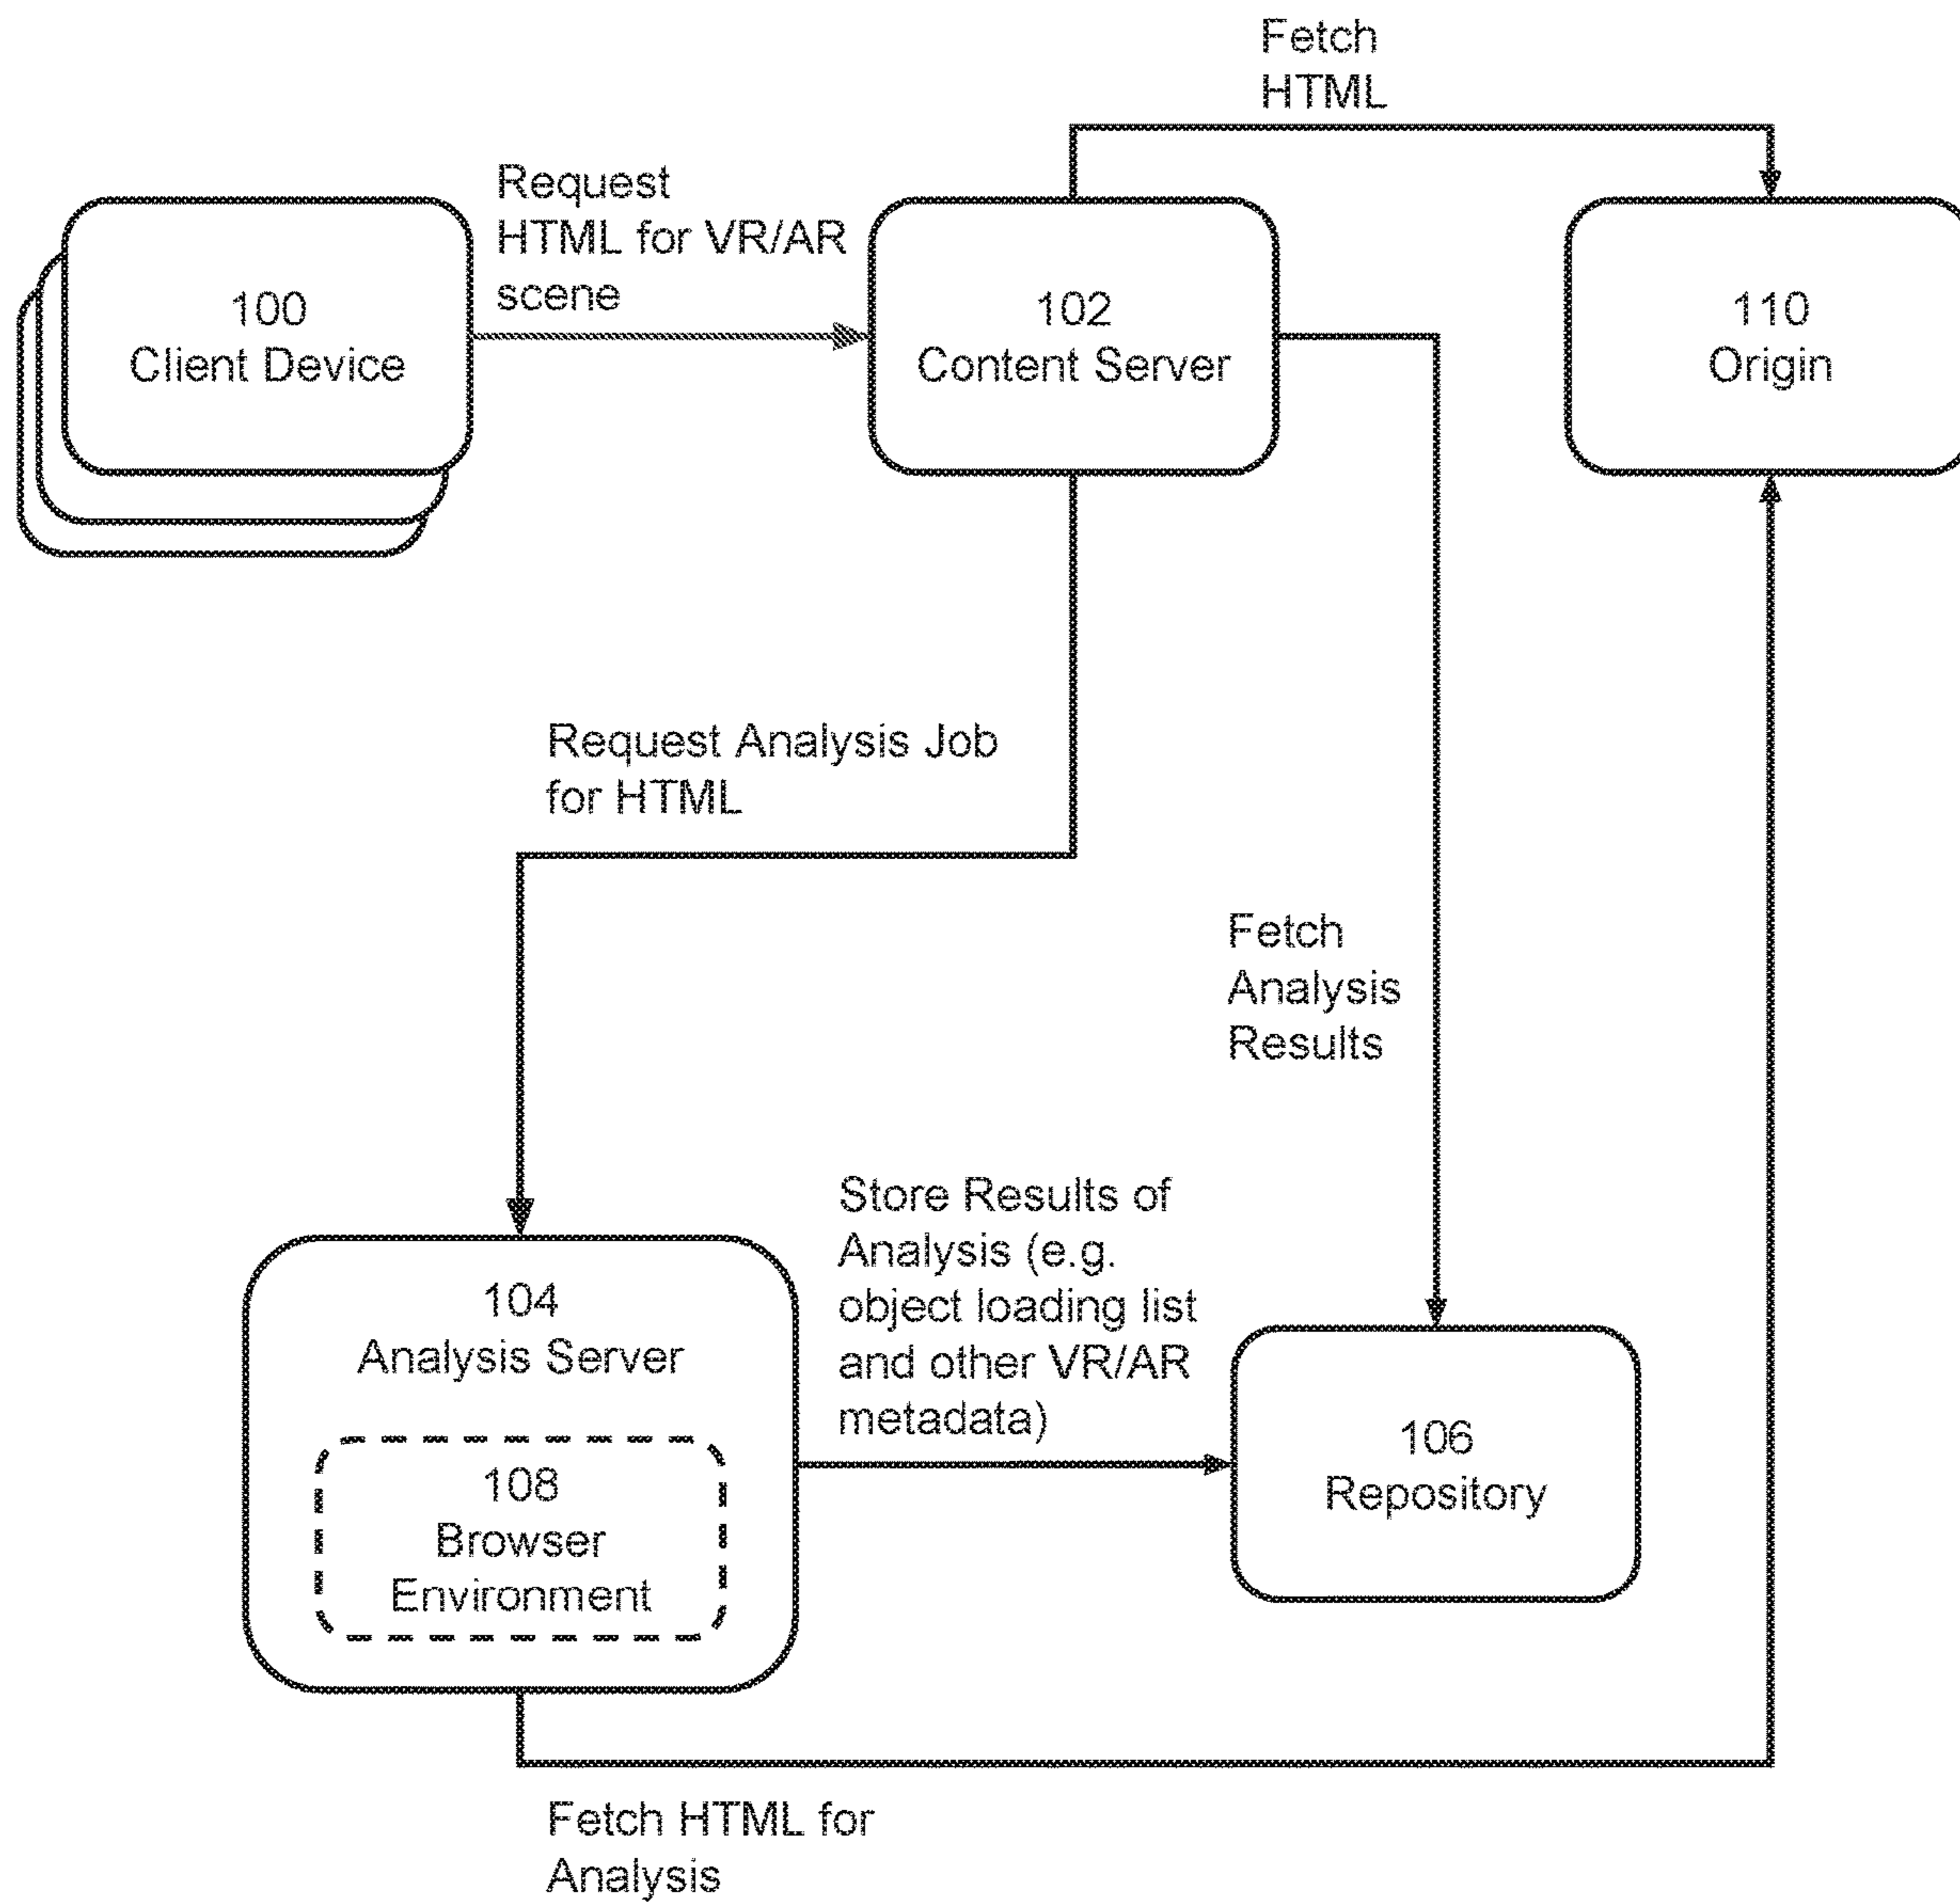 Fetch
HTML
Request
HTML for VR/AR
scene
100
Client Device
102
Content Server
110
Origin
Request Analysis Job
for HTML
Fetch
Analysis
Results
Store Results of
Analysis (e.g.
object loading list
and other VR/AR
metadata)
104
Analysis Server
108
Browser
Environment
106
Repository
Fetch HTML for
Analysis